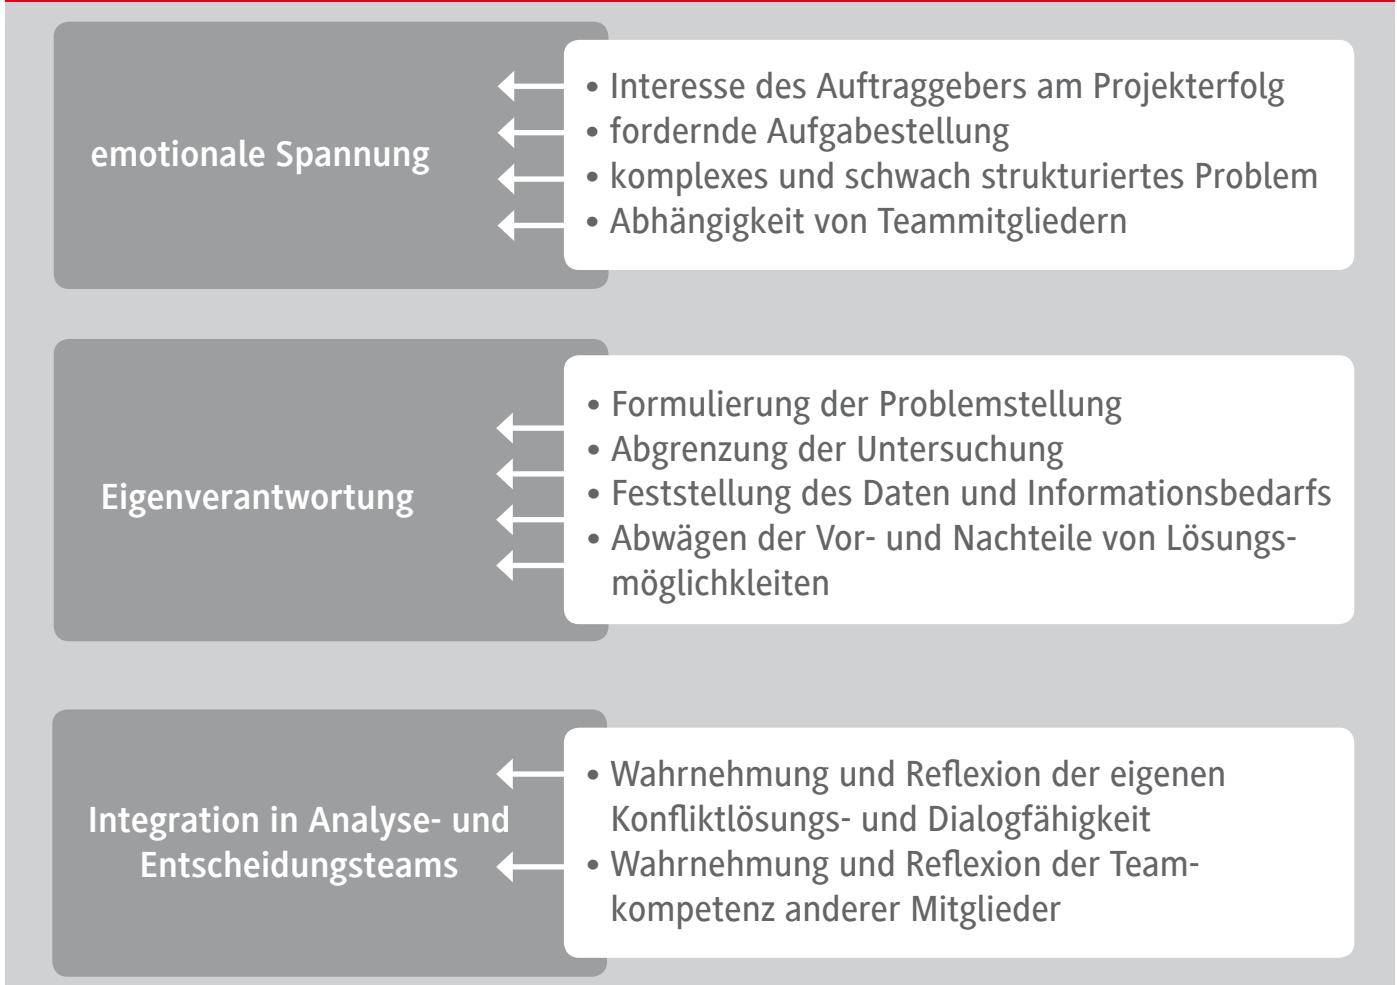 emotionale Spannung
• Interesse des Auftraggebers am Projekterfolg
• fordernde Aufgabestellung
• komplexes und schwach strukturiertes Problem
• Abhängigkeit von Teammitgliedern
Eigenverantwortung
• Formulierung der Problemstellung
• Abgrenzung der Untersuchung
• Feststellung des Daten und Informationsbedarfs
• Abwägen der Vor- und Nachteile von Lösungs-
möglichkleiten
Integration in Analyse- und
Entscheidungsteams
• Wahrnehmung und Reflexion der eigenen
Konfliktlösungs- und Dialogfähigkeit
• Wahrnehmung und Reflexion der Team-
kompetenz anderer Mitglieder